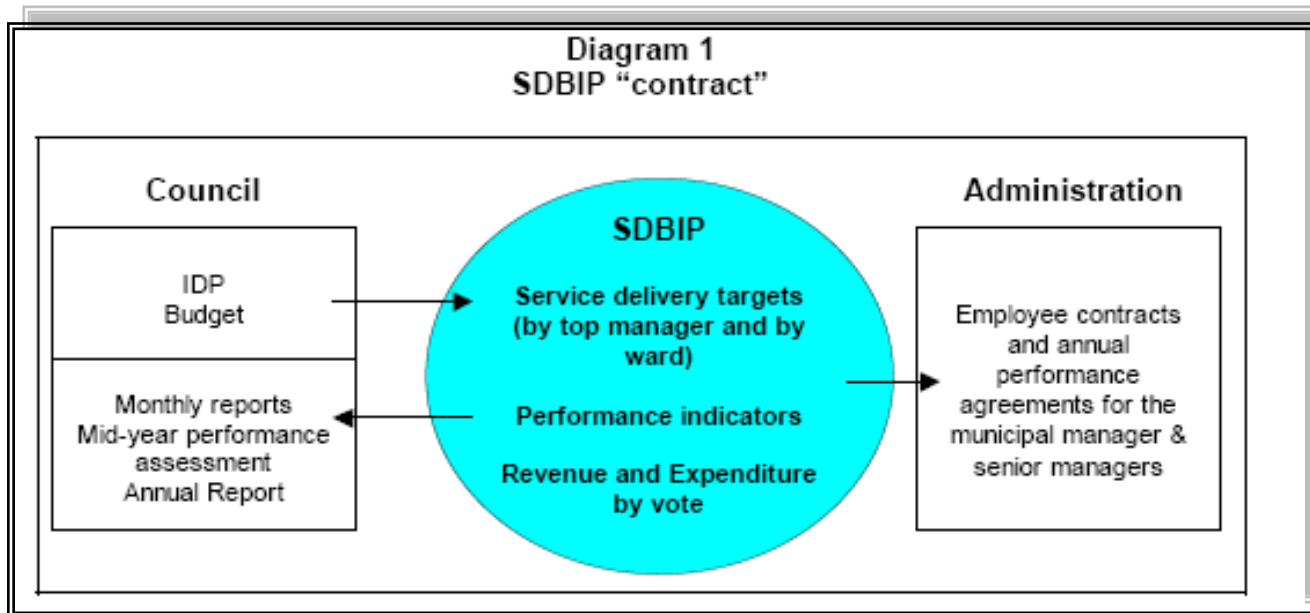 Diagram 1
SDBIP “contract”
Council
IDP
Budget
Monthly reports
Mid-year performance
assessment
Annual Report
SDBIP
Service delivery targets
(by top manager and by
ward)
Performance indicators
Revenue and Expenditure
by vote
Administration
Employee contracts
and annual
performance
agreements for the
municipal manager &
senior managers